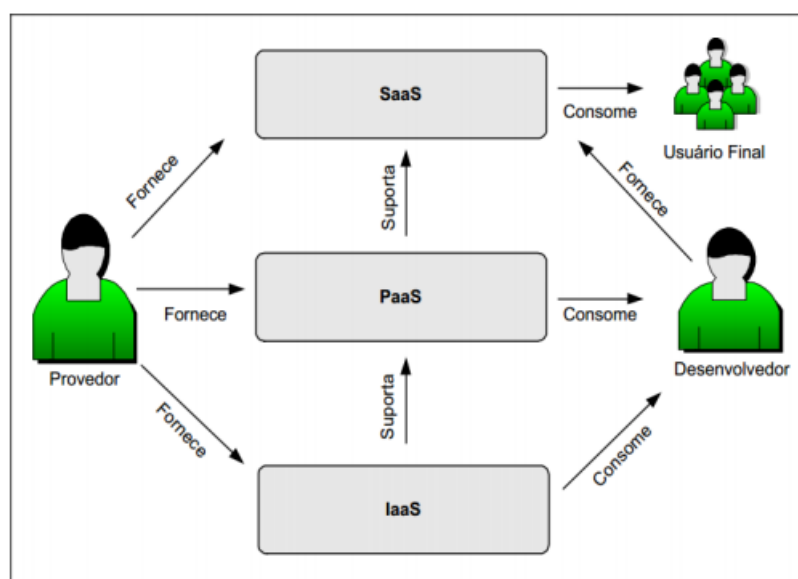 SaaS
Consome
Usuário Final
Fornece
Suporta
Fornece
PaaS
Fornece
Consome
Provedor
Desenvolvedor
Fornece
Suporta
Consome
IaaS